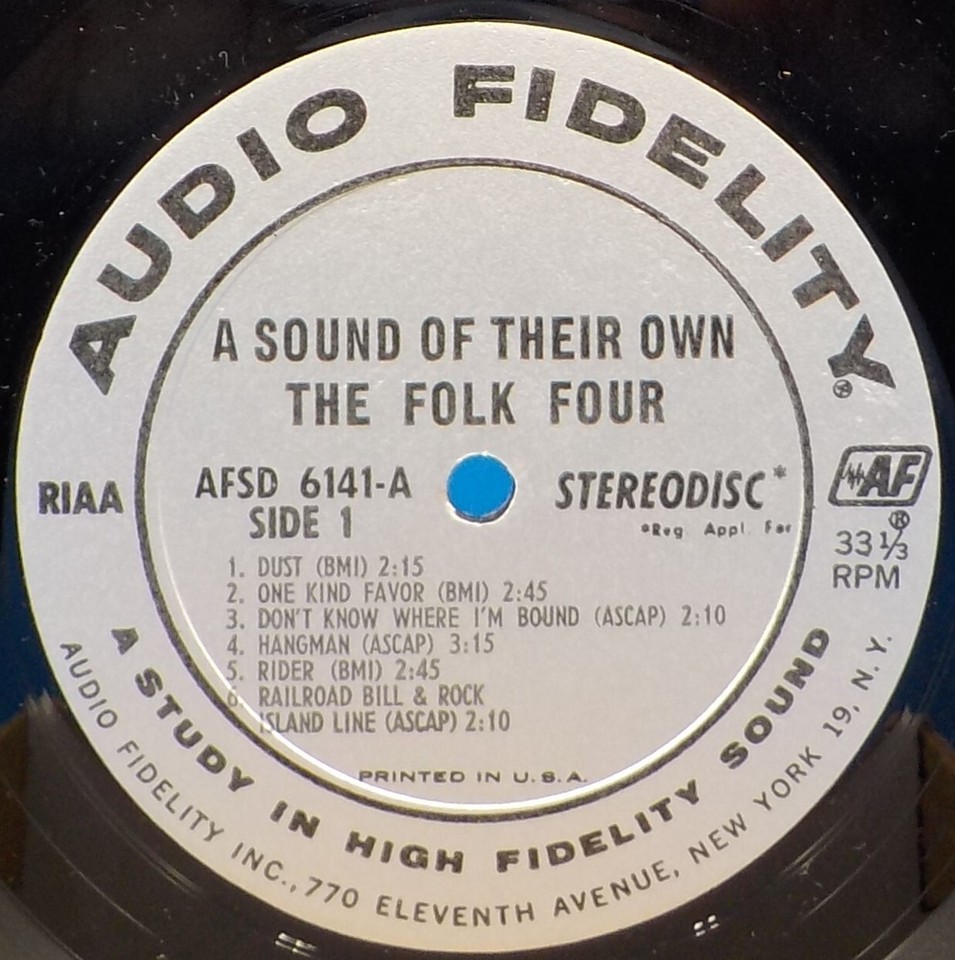 AUDIO FIDELITY®
A SOUND OF THEIR OWN
THE FOLK FOUR
RIAA
AFSD 6141-A
SIDE 1
STEREODISC*
*Reg. Appl. For
AF®
33 1/3
RPM
1. DUST (BMI) 2:15
2. ONE KIND FAVOR (BMI) 2:45
3. DON'T KNOW WHERE I'M BOUND (ASCAP) 2:10
4. HANGMAN (ASCAP) 3:15
5. RIDER (BMI) 2:45
6. RAILROAD BILL & ROCK
ISLAND LINE (ASCAP) 2:10
PRINTED IN U.S.A.
A STUDY IN HIGH FIDELITY SOUND
AUDIO FIDELITY INC., 770 ELEVENTH AVENUE, NEW YORK 19, N.Y.